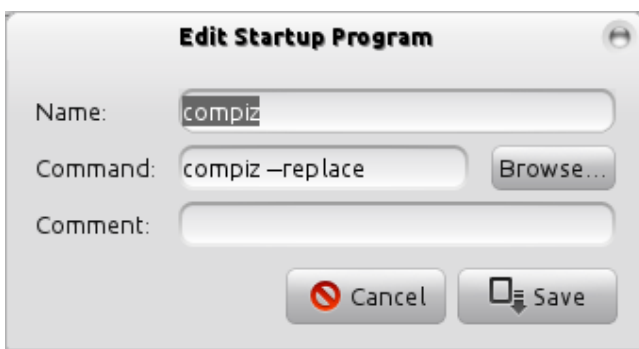 Edit Startup Program
Name: compiz
Command: compiz —replace Browse...
Comment:
Cancel Save